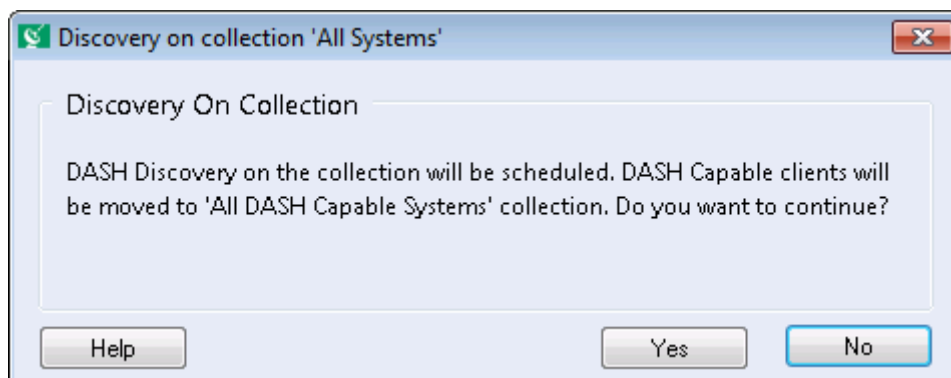 Discovery on collection 'All Systems'
Discovery On Collection
DASH Discovery on the collection will be scheduled. DASH Capable clients will
be moved to 'All DASH Capable Systems' collection. Do you want to continue?
Help Yes No